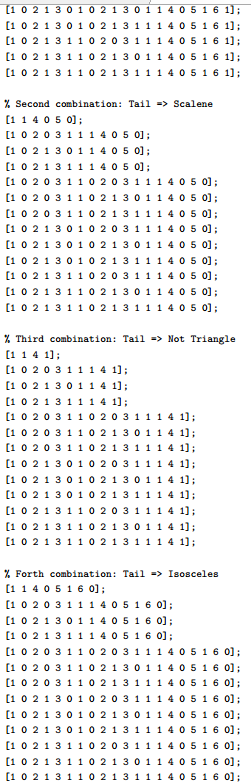 [1 0 2 1 3 0 1 0 2 1 3 0 1 1 4 0 5 1 6 1];
[1 0 2 1 3 0 1 0 2 1 3 1 1 1 4 0 5 1 6 1];
[1 0 2 1 3 1 1 0 2 0 3 1 1 1 4 0 5 1 6 1];
[1 0 2 1 3 1 1 0 2 1 3 0 1 1 4 0 5 1 6 1];
[1 0 2 1 3 1 1 0 2 1 3 1 1 1 4 0 5 1 6 1];
% Second combination: Tail => Scalene
[1 1 4 0 5 0];
[1 0 2 0 3 1 1 1 4 0 5 0];
[1 0 2 1 3 0 1 1 4 0 5 0];
[1 0 2 1 3 1 1 1 4 0 5 0];
[1 0 2 0 3 1 1 0 2 0 3 1 1 1 4 0 5 0];
[1 0 2 0 3 1 1 0 2 1 3 0 1 1 4 0 5 0];
[1 0 2 0 3 1 1 0 2 1 3 1 1 1 4 0 5 0];
[1 0 2 1 3 0 1 0 2 0 3 1 1 1 4 0 5 0];
[1 0 2 1 3 0 1 0 2 1 3 0 1 1 4 0 5 0];
[1 0 2 1 3 0 1 0 2 1 3 1 1 1 4 0 5 0];
[1 0 2 1 3 1 1 0 2 0 3 1 1 1 4 0 5 0];
[1 0 2 1 3 1 1 0 2 1 3 0 1 1 4 0 5 0];
[1 0 2 1 3 1 1 0 2 1 3 1 1 1 4 0 5 0];
% Third combination: Tail => Not Triangle
[1 1 4 1];
[1 0 2 0 3 1 1 1 4 1];
[1 0 2 1 3 0 1 1 4 1];
[1 0 2 1 3 1 1 1 4 1];
[1 0 2 0 3 1 1 0 2 0 3 1 1 1 4 1];
[1 0 2 0 3 1 1 0 2 1 3 0 1 1 4 1];
[1 0 2 0 3 1 1 0 2 1 3 1 1 1 4 1];
[1 0 2 1 3 0 1 0 2 0 3 1 1 1 4 1];
[1 0 2 1 3 0 1 0 2 1 3 0 1 1 4 1];
[1 0 2 1 3 0 1 0 2 1 3 1 1 1 4 1];
[1 0 2 1 3 1 1 0 2 0 3 1 1 1 4 1];
[1 0 2 1 3 1 1 0 2 1 3 0 1 1 4 1];
[1 0 2 1 3 1 1 0 2 1 3 1 1 1 4 1];
% Forth combination: Tail => Isosceles
[1 1 4 0 5 1 6 0];
[1 0 2 0 3 1 1 1 4 0 5 1 6 0];
[1 0 2 1 3 0 1 1 4 0 5 1 6 0];
[1 0 2 1 3 1 1 1 4 0 5 1 6 0];
[1 0 2 0 3 1 1 0 2 0 3 1 1 1 4 0 5 1 6 0];
[1 0 2 0 3 1 1 0 2 1 3 0 1 1 4 0 5 1 6 0];
[1 0 2 0 3 1 1 0 2 1 3 1 1 1 4 0 5 1 6 0];
[1 0 2 1 3 0 1 0 2 0 3 1 1 1 4 0 5 1 6 0];
[1 0 2 1 3 0 1 0 2 1 3 0 1 1 4 0 5 1 6 0];
[1 0 2 1 3 0 1 0 2 1 3 1 1 1 4 0 5 1 6 0];
[1 0 2 1 3 1 1 0 2 0 3 1 1 1 4 0 5 1 6 0];
[1 0 2 1 3 1 1 0 2 1 3 0 1 1 4 0 5 1 6 0];
[1 0 2 1 3 1 1 0 2 1 3 1 1 1 4 0 5 1 6 0];